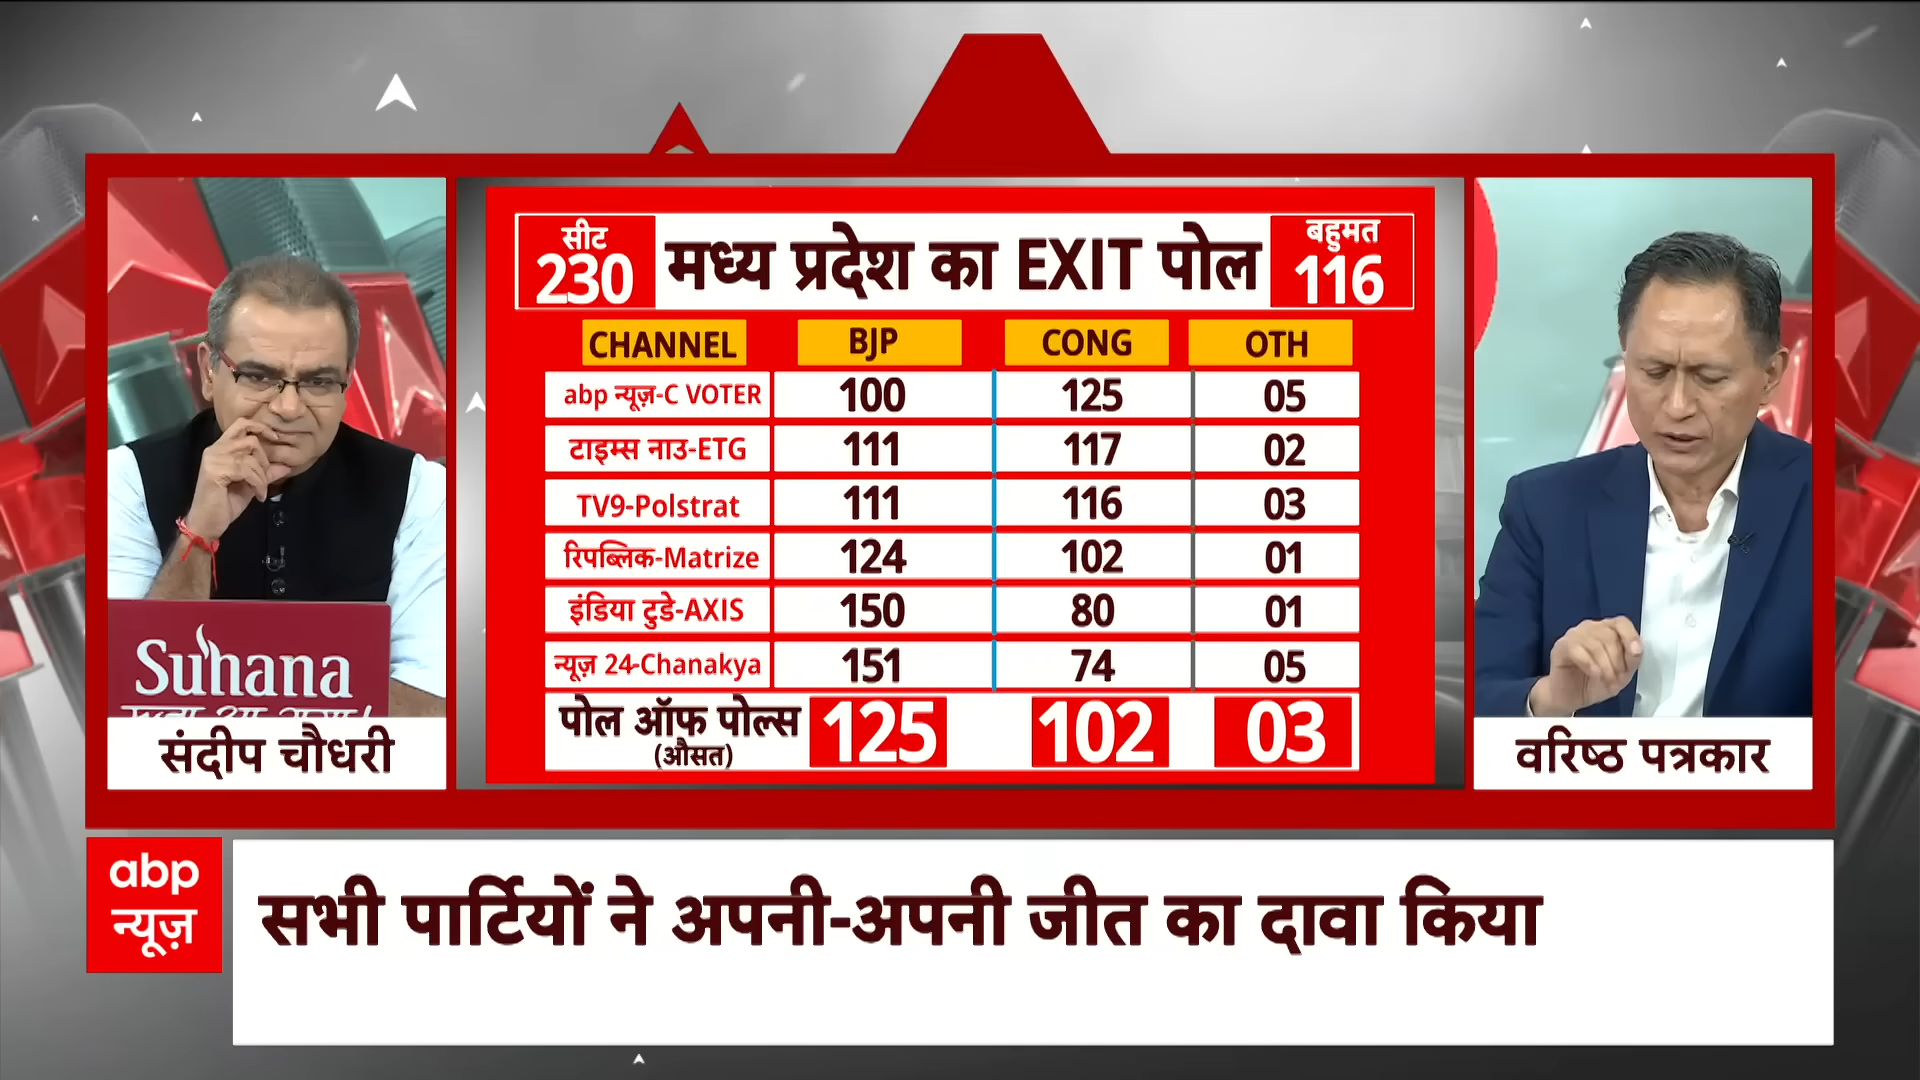 सीट
230
मध्य प्रदेश का EXIT पोल
बहुमत
116
CHANNEL BJP CONG OTH
abp न्यूज़-C VOTER 100 125 05
टाइम्स नाउ-ETG 111 117 02
TV9-Polstrat 111 116 03
रिपब्लिक-Matrize 124 102 01
इंडिया टुडे-AXIS 150 80 01
न्यूज़ 24-Chanakya 151 74 05
पोल ऑफ पोल्स 125 102 03
(औसत)
Suhana
संदीप चौधरी
वरिष्ठ पत्रकार
abp
न्यूज़
सभी पार्टियों ने अपनी-अपनी जीत का दावा किया